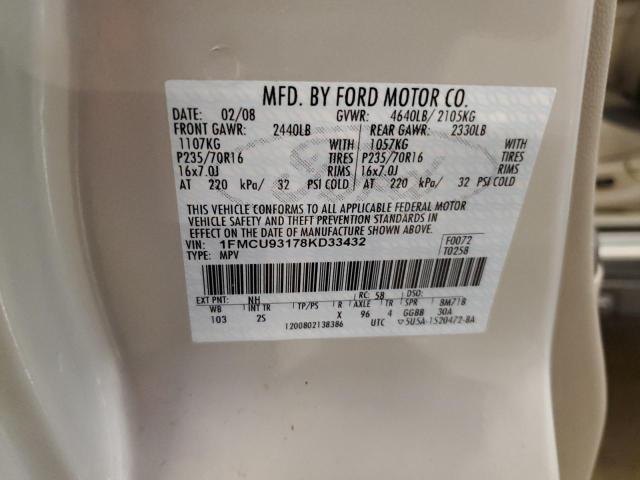 MFD. BY FORD MOTOR CO.
DATE: 02/08 GVWR: 4640LB/ 2105KG
FRONT GAWR: 2440LB REAR GAWR: 2330LB
1107KG WITH 1057KG WITH
P235/70R16 TIRES P235/70R16 TIRES
16x7.0J RIMS 16x7.0J RIMS
AT 220 kPa/ 32 PSI COLD AT 220 kPa/ 32 PSI COLD
THIS VEHICLE CONFORMS TO ALL APPLICABLE FEDERAL MOTOR
VEHICLE SAFETY AND THEFT PREVENTION STANDARDS IN
EFFECT ON THE DATE OF MANUFACTURE SHOWN ABOVE.
VIN: 1FMCU93178KD33432 F0072
TYPE: MPV T0258
EXT PNT: NH RC: 58 DSO:
WB INT TR TP/PS R AXLE TR SPR BM71B
103 2S X 96 4 GGBB 30A
1200802138386 UTC ▽5U5A-1520472-BA